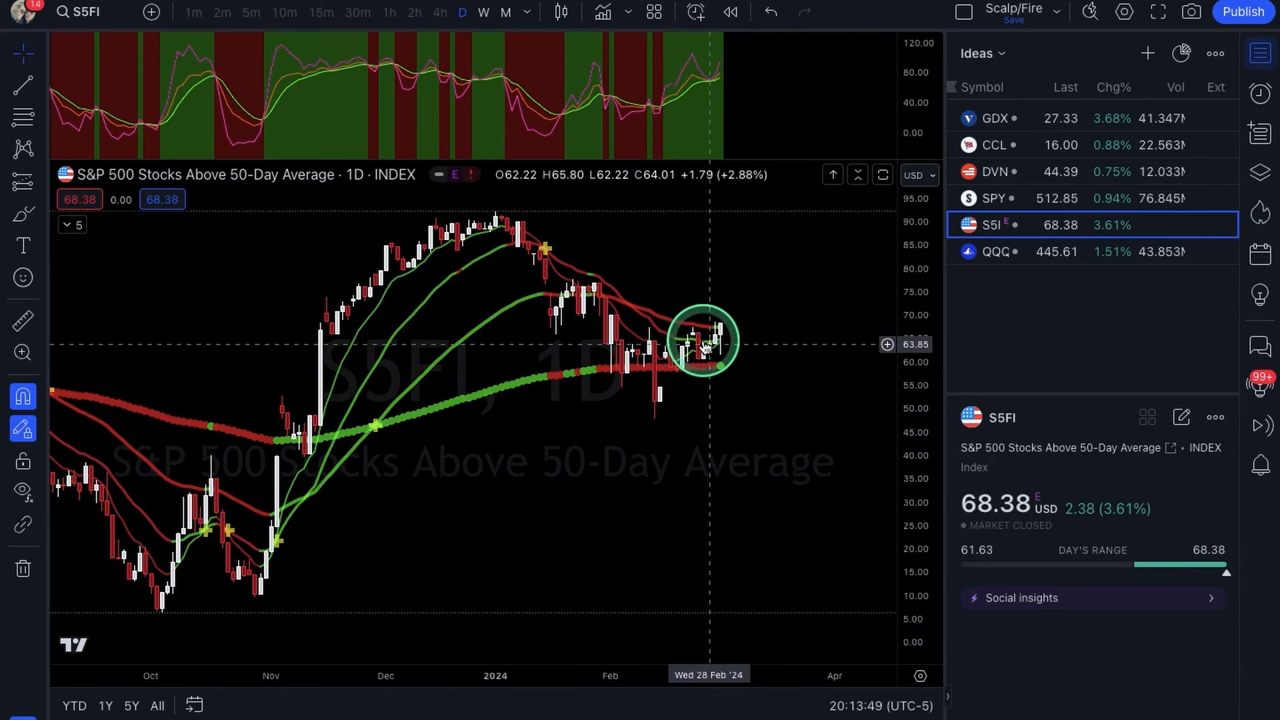 14 S5FI 1m 2m 5m 10m 15m 30m 1h 2h 4h D W M Scalp/Fire Save Publish
120.00
80.00
40.00
0.00
S&P 500 Stocks Above 50-Day Average · 1D · INDEX E ! O62.22 H65.80 L62.22 C64.01 +1.79 (+2.88%) USD
68.38 0.00 68.38
5
95.00
90.00
85.00
80.00
75.00
70.00
63.85
60.00
55.00
50.00
45.00
40.00
35.00
30.00
25.00
20.00
15.00
10.00
5.00
0.00
S5FI, 1D
S&P 500 Stocks Above 50-Day Average
Oct Nov Dec 2024 Feb Wed 28 Feb '24 Apr
YTD 1Y 5Y All 20:13:49 (UTC-5)
Ideas
Symbol Last Chg% Vol Ext
GDX 27.33 3.68% 41.347
CCL 16.00 0.88% 22.563
DVN 44.39 0.75% 12.033
SPY 512.85 0.94% 76.845
S5I E 68.38 3.61%
QQQ 445.61 1.51% 43.853
S5FI
S&P 500 Stocks Above 50-Day Average · INDEX
Index
68.38 E USD 2.38 (3.61%)
MARKET CLOSED
61.63 DAY'S RANGE 68.38
Social insights
99+